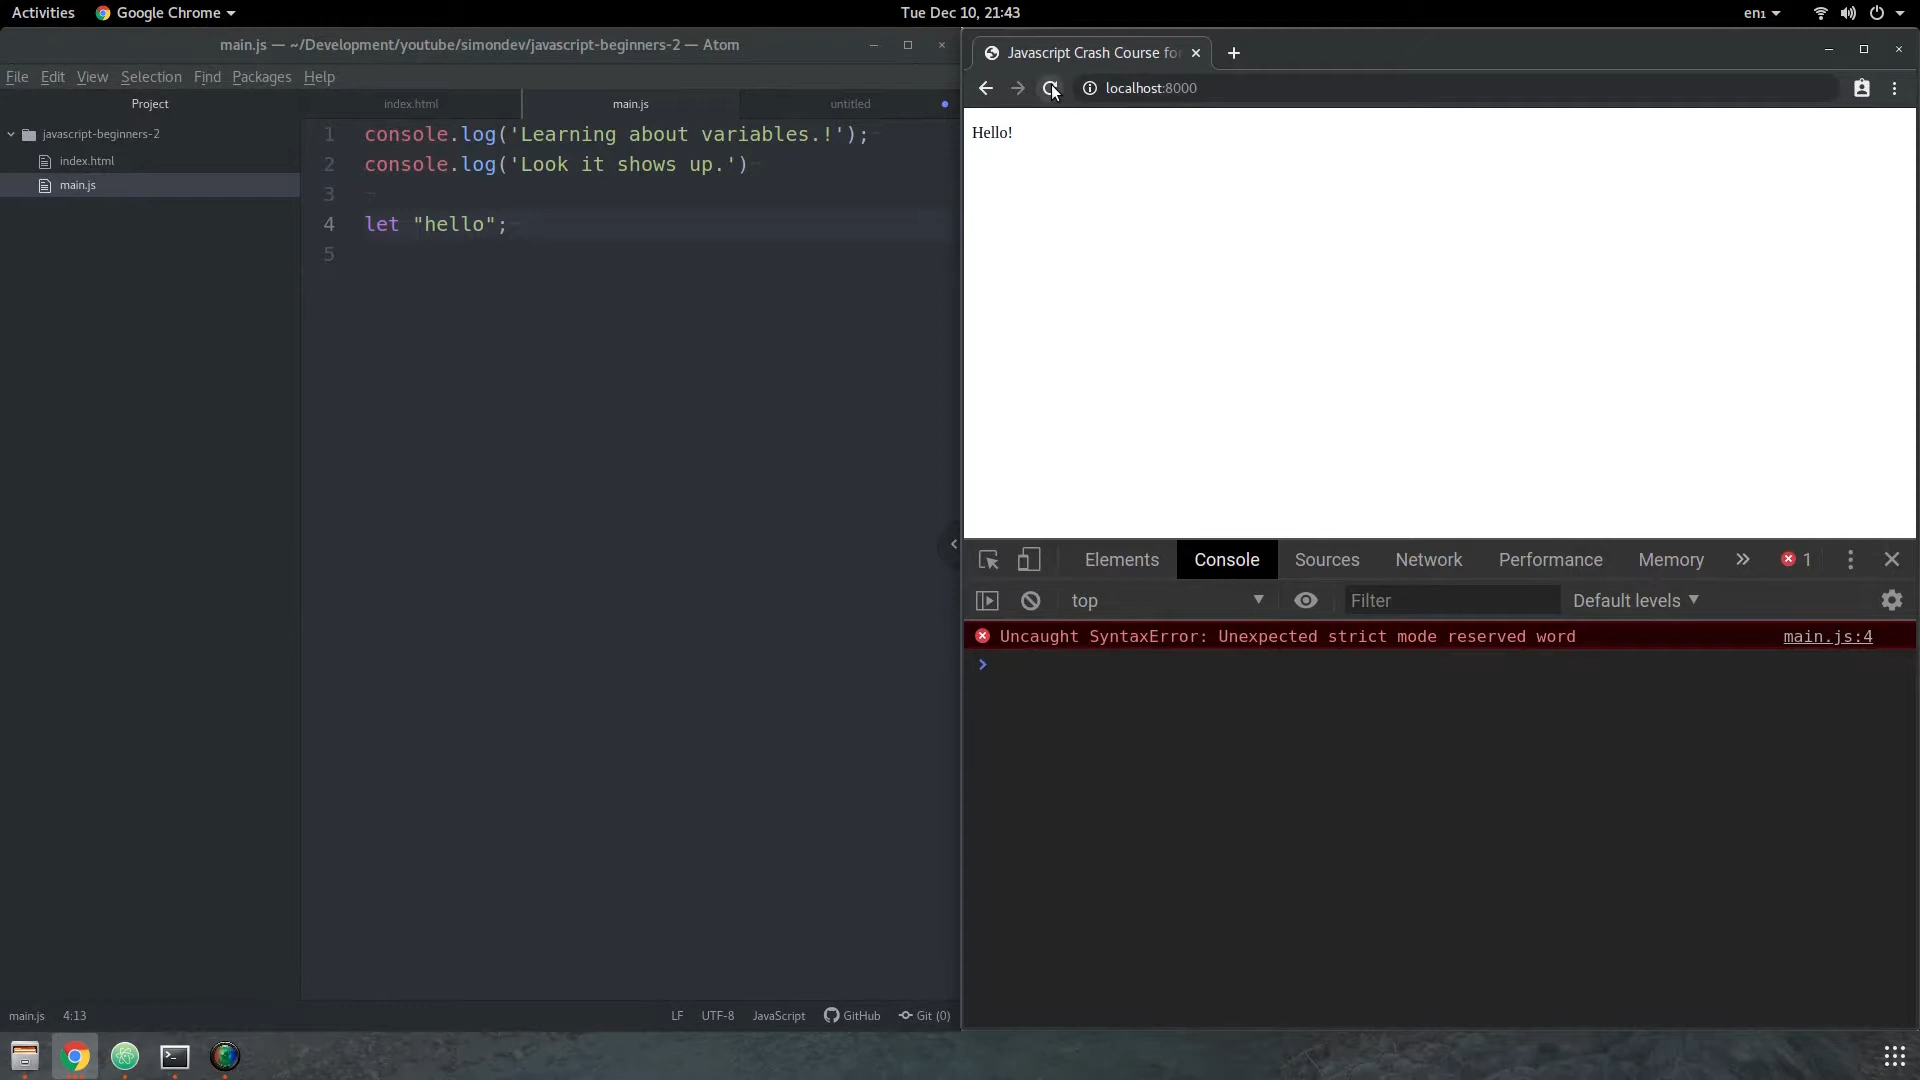 Activities Google Chrome Tue Dec 10, 21:43 en1
main.js — ~/Development/youtube/simondev/javascript-beginners-2 — Atom
File Edit View Selection Find Packages Help
Project
javascript-beginners-2
index.html
main.js
index.html main.js untitled
1 console.log('Learning about variables.!');
2 console.log('Look it shows up.')
3
4 let "hello";
5
main.js 4:13 LF UTF-8 JavaScript GitHub Git (0)
Javascript Crash Course fo
localhost:8000
Hello!
Elements Console Sources Network Performance Memory » 1
top Filter Default levels
Uncaught SyntaxError: Unexpected strict mode reserved word main.js:4